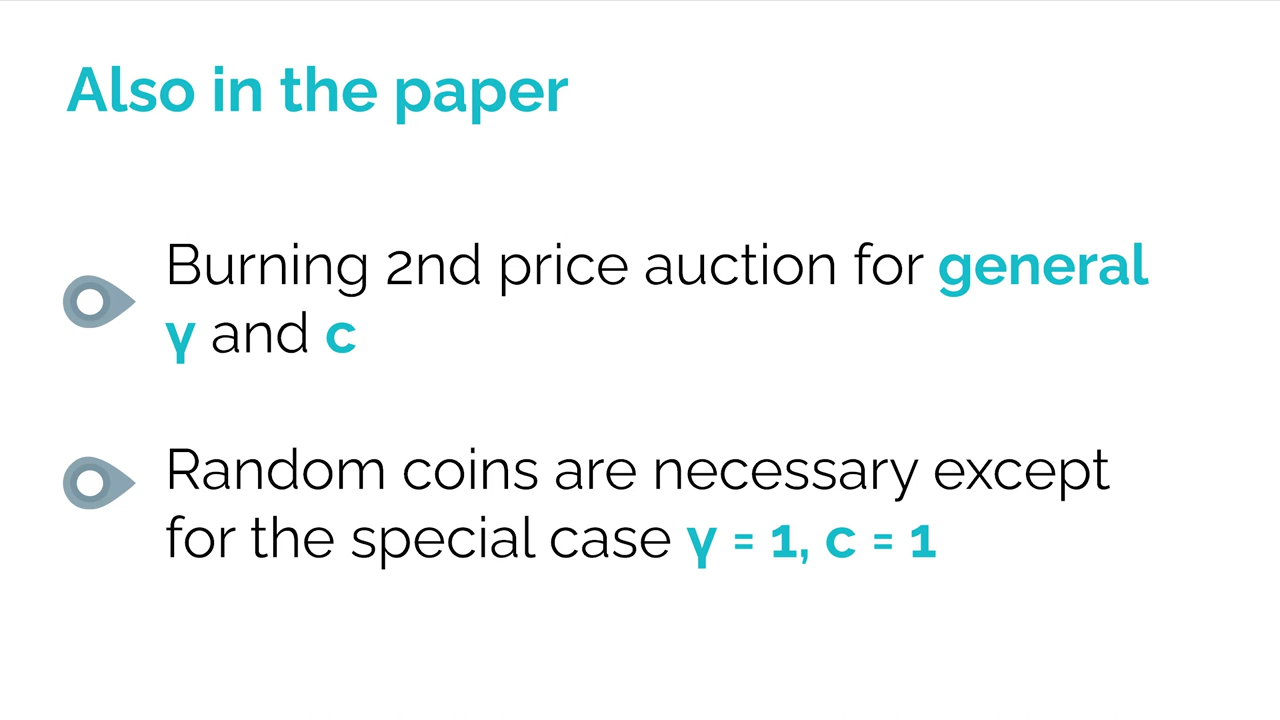 Also in the paper
Burning 2nd price auction for general
γ and c
Random coins are necessary except
for the special case γ = 1, c = 1